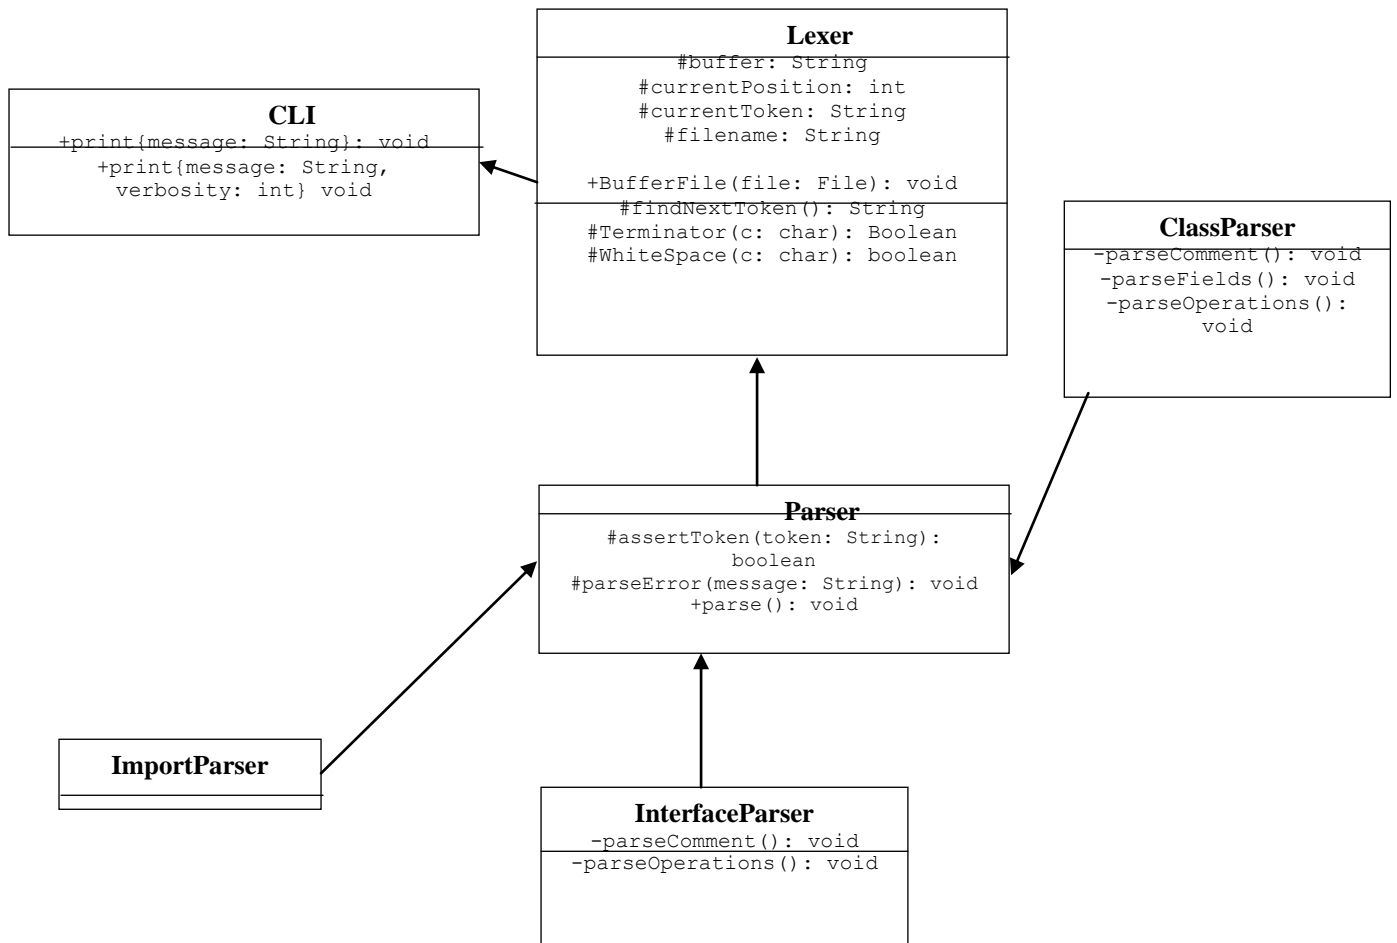 Lexer
#buffer: String
#currentPosition: int
#currentToken: String
#filename: String
+BufferFile(file: File): void
#findNextToken(): String
#Terminator(c: char): Boolean
#WhiteSpace(c: char): boolean
CLI
+print{message: String}: void
+print{message: String,
verbosity: int} void
ClassParser
-parseComment(): void
-parseFields(): void
-parseOperations():
void
Parser
#assertToken(token: String):
boolean
#parseError(message: String): void
+parse(): void
ImportParser
InterfaceParser
-parseComment(): void
-parseOperations(): void